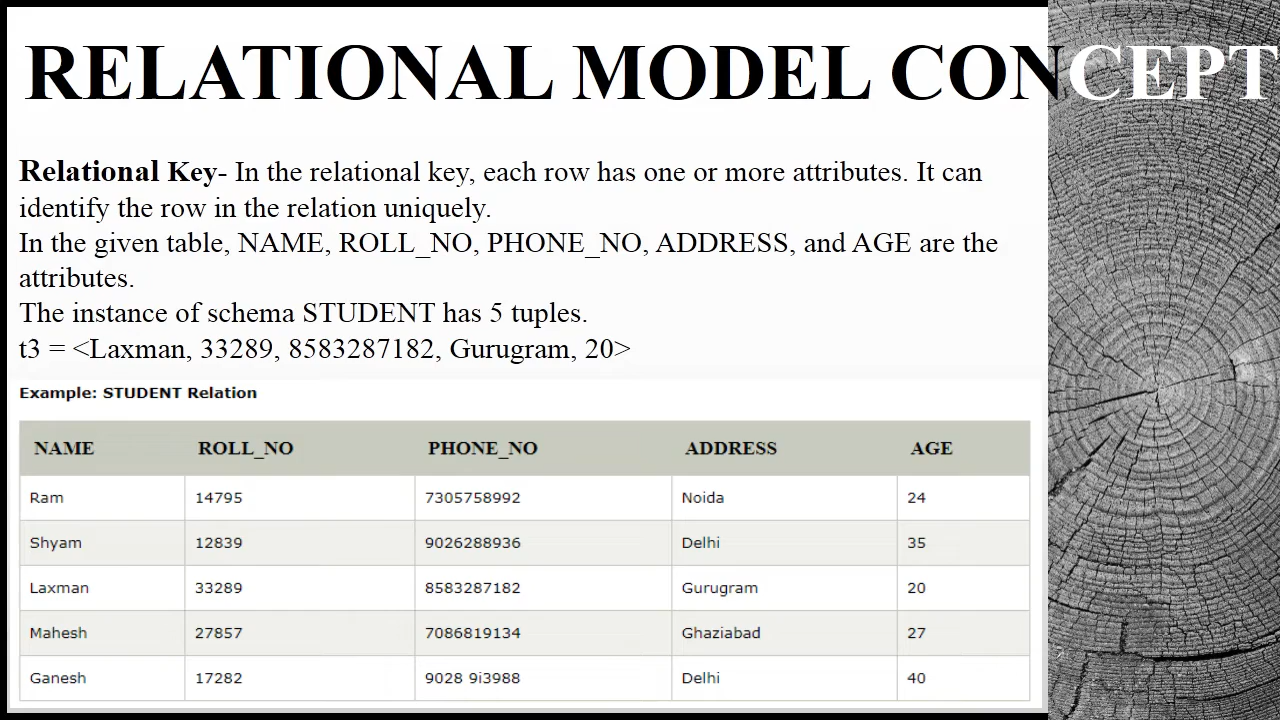 RELATIONAL MODEL CONCEPT
Relational Key- In the relational key, each row has one or more attributes. It can
identify the row in the relation uniquely.
In the given table, NAME, ROLL_NO, PHONE_NO, ADDRESS, and AGE are the
attributes.
The instance of schema STUDENT has 5 tuples.
t3 = <Laxman, 33289, 8583287182, Gurugram, 20>
Example: STUDENT Relation
NAME ROLL_NO PHONE_NO ADDRESS AGE
Ram 14795 7305758992 Noida 24
Shyam 12839 9026288936 Delhi 35
Laxman 33289 8583287182 Gurugram 20
Mahesh 27857 7086819134 Ghaziabad 27
Ganesh 17282 9028 9i3988 Delhi 40